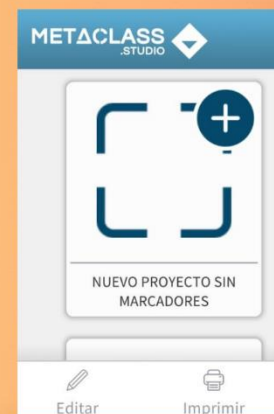 METACLASS
.STUDIO
NUEVO PROYECTO SIN
MARCADORES
Editar
Imprimir